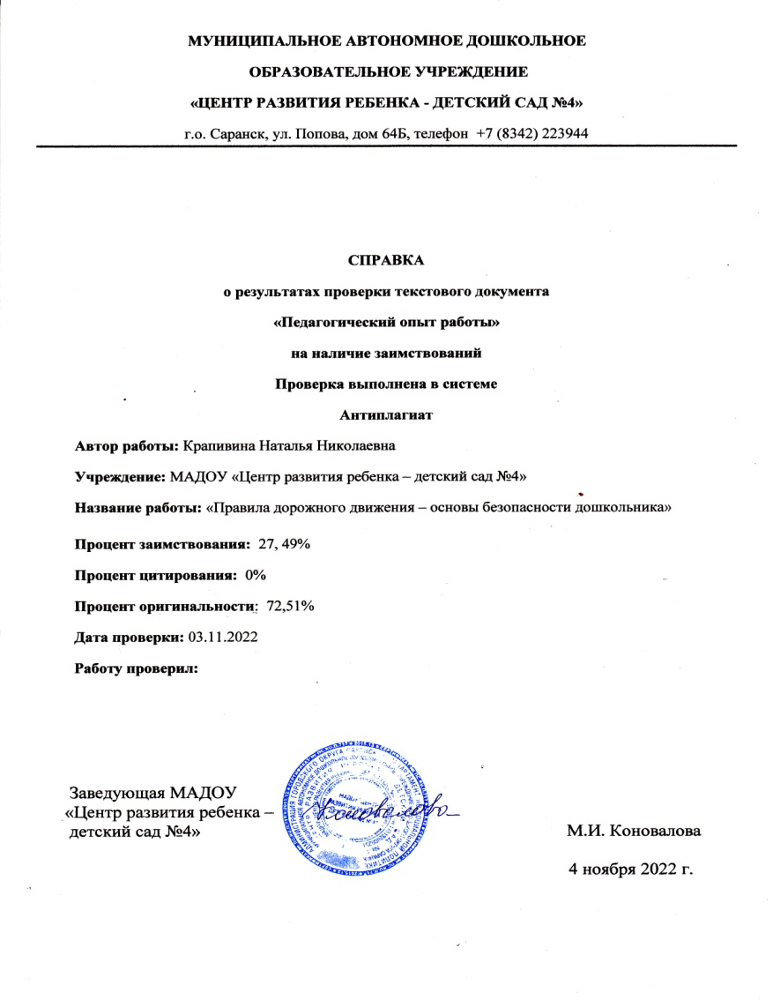 МУНИЦИПАЛЬНОЕ АВТОНОМНОЕ ДОШКОЛЬНОЕ
ОБРАЗОВАТЕЛЬНОЕ УЧРЕЖДЕНИЕ
«ЦЕНТР РАЗВИТИЯ РЕБЕНКА - ДЕТСКИЙ САД №4»
г.о. Саранск, ул. Попова, дом 64Б, телефон +7 (8342) 223944
СПРАВКА
о результатах проверки текстового документа
«Педагогический опыт работы»
на наличие заимствований
Проверка выполнена в системе
Антиплагиат
Автор работы: Крапивина Наталья Николаевна
Учреждение: МАДОУ «Центр развития ребенка – детский сад №4»
Название работы: «Правила дорожного движения – основы безопасности дошкольника»
Процент заимствования: 27, 49%
Процент цитирования: 0%
Процент оригинальности: 72,51%
Дата проверки: 03.11.2022
Работу проверил:
Заведующая МАДОУ
«Центр развития ребенка –
детский сад №4»
Коновалова
М.И. Коновалова
4 ноября 2022 г.